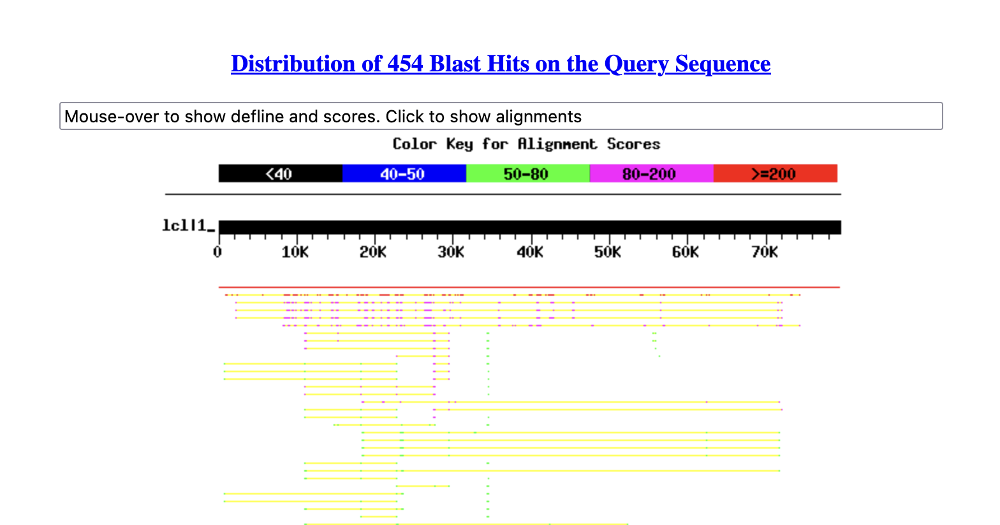 Distribution of 454 Blast Hits on the Query Sequence
Mouse-over to show defline and scores. Click to show alignments
Color Key for Alignment Scores
<40 40-50 50-80 80-200 >=200
lcl|1_
0 10K 20K 30K 40K 50K 60K 70K